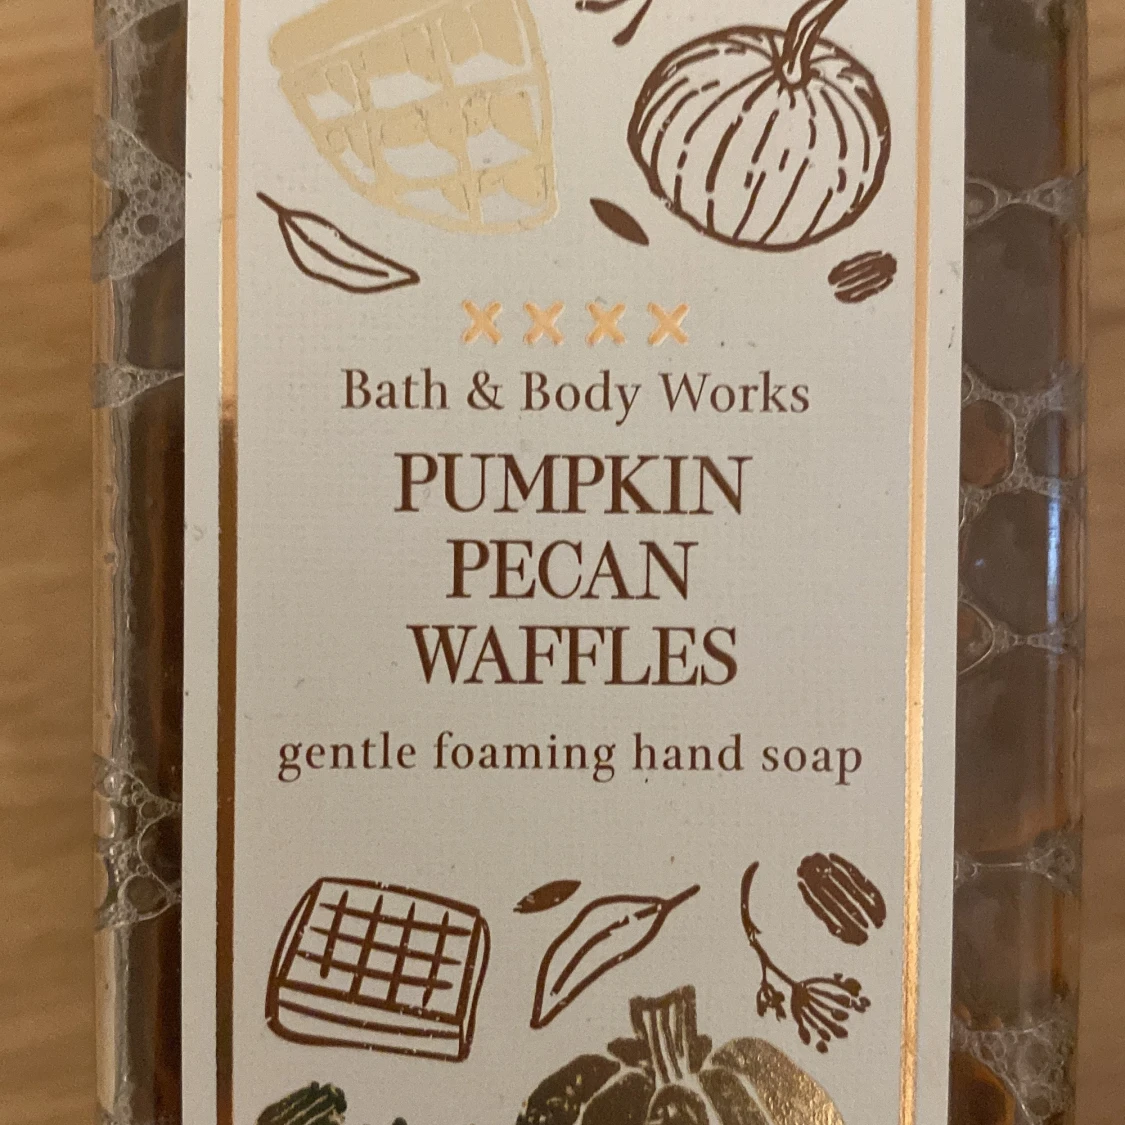 Bath & Body Works
PUMPKIN
PECAN
WAFFLES
gentle foaming hand soap